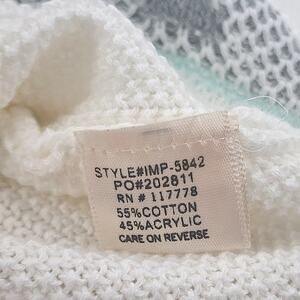 STYLE#IMP-5842
PO#202811
RN # 117778
55%COTTON
45%ACRYLIC
CARE ON REVERSE